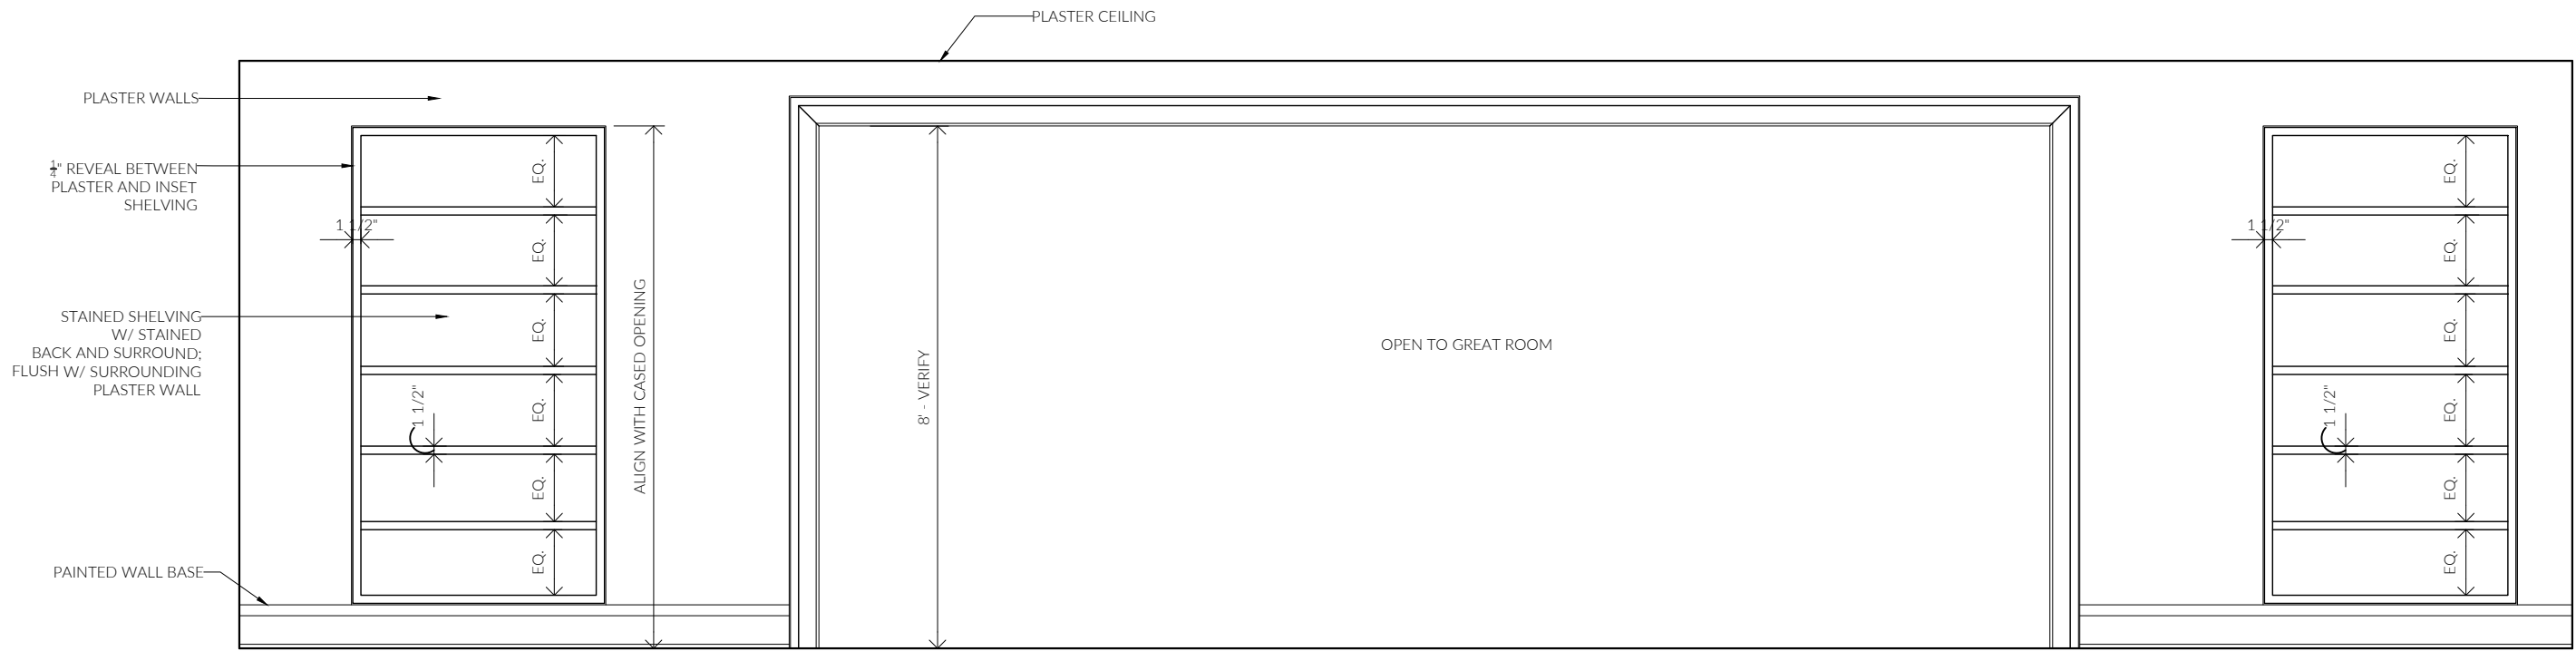 PLASTER CEILING
PLASTER WALLS
1/4" REVEAL BETWEEN
PLASTER AND INSET
SHELVING
1 1/2"
STAINED SHELVING
W/ STAINED
BACK AND SURROUND;
FLUSH W/ SURROUNDING
PLASTER WALL
1 1/2"
PAINTED WALL BASE
EQ.
EQ.
EQ.
EQ.
EQ.
EQ.
ALIGN WITH CASED OPENING
8' - VERIFY
OPEN TO GREAT ROOM
1 1/2"
1 1/2"
EQ.
EQ.
EQ.
EQ.
EQ.
EQ.